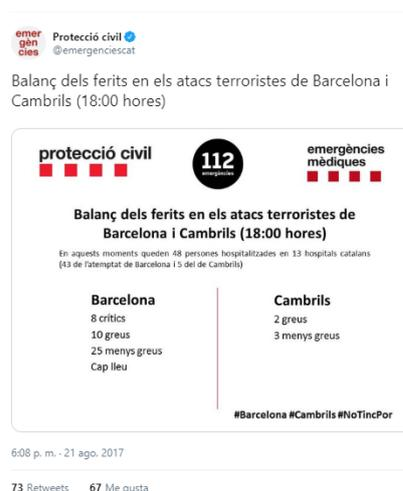 emer
gèn
cies
Protecció civil
@emergenciescat
Balanç dels ferits en els atacs terroristes de Barcelona i
Cambrils (18:00 hores)
protecció civil
112
emergències
emergències
mèdiques
Balanç dels ferits en els atacs terroristes de
Barcelona i Cambrils (18:00 hores)
En aquests moments queden 48 persones hospitalitzades en 13 hospitals catalans
(43 de l'atemptat de Barcelona i 5 del de Cambrils)
Barcelona
8 crítics
10 greus
25 menys greus
Cap lleu
Cambrils
2 greus
3 menys greus
#Barcelona #Cambrils #NoTincPor
6:08 p. m. · 21 ago. 2017
73 Retweets 67 Me gusta